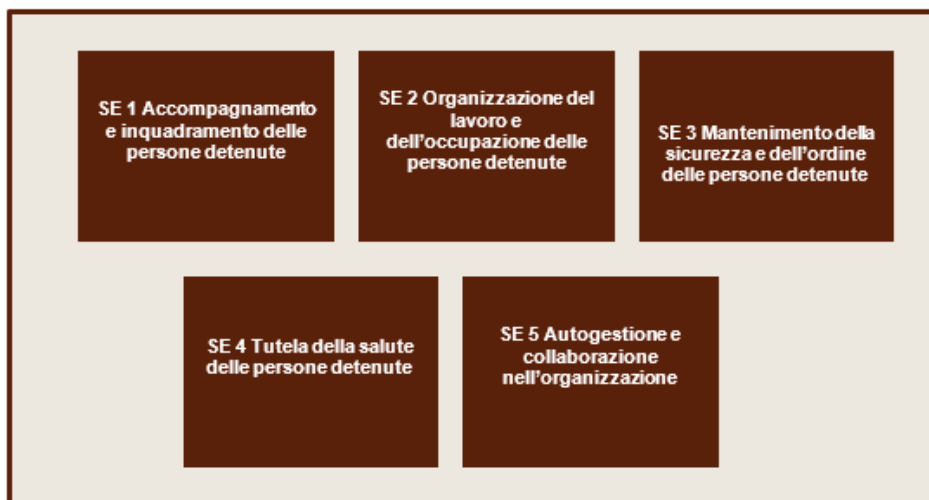 SE 1 Accompagnamento
e inquadramento delle
persone detenute
SE 2 Organizzazione del
lavoro e
dell’occupazione delle
persone detenute
SE 3 Mantenimento della
sicurezza e dell’ordine
delle persone detenute
SE 4 Tutela della salute
delle persone detenute
SE 5 Autogestione e
collaborazione
nell’organizzazione